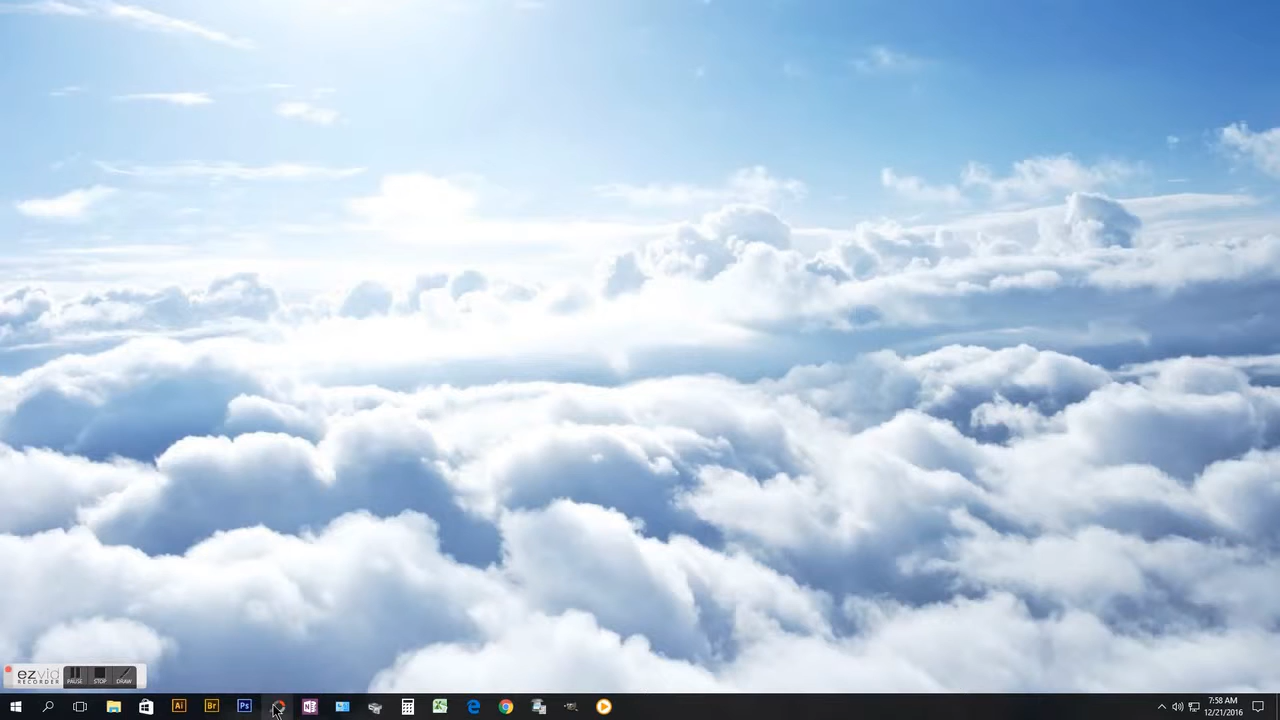 ezvid
RECORDER
PAUSE
STOP
DRAW
Ai
Br
Ps
7:58 AM
12/21/2016